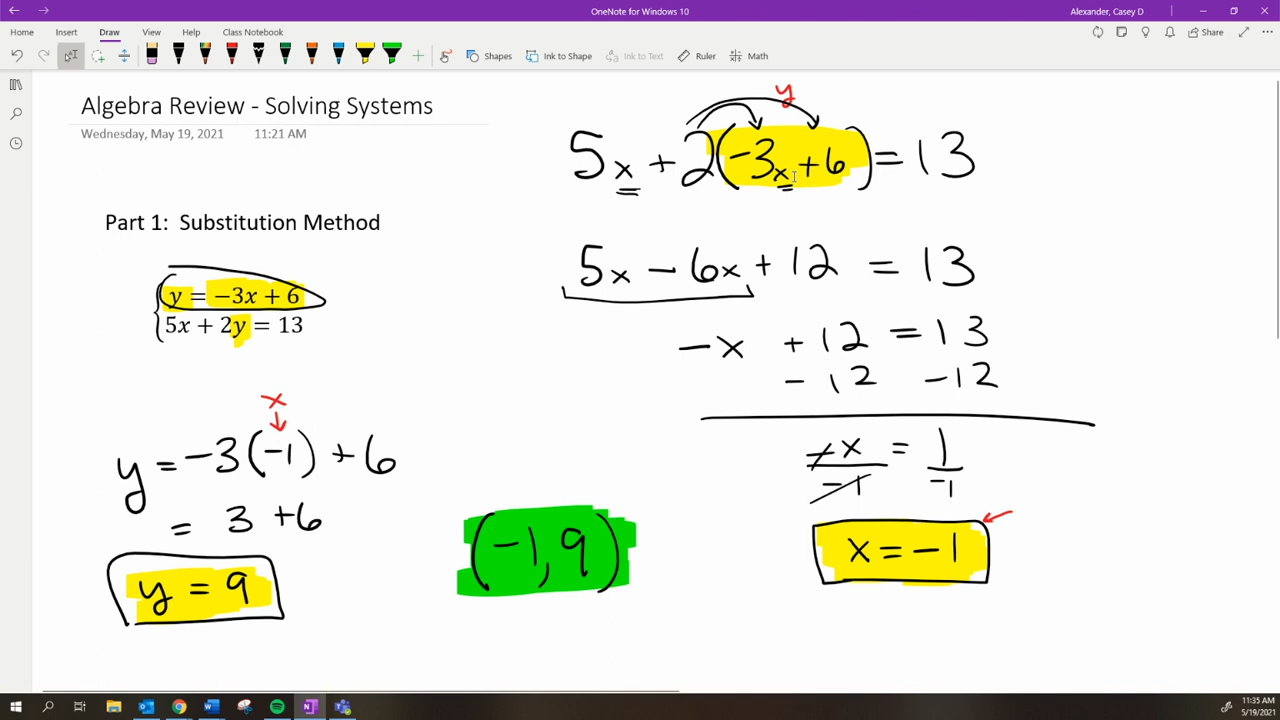 OneNote for Windows 10
Alexander, Casey D
Home Insert Draw View Help Class Notebook
Share
Shapes Ink to Shape Ink to Text Ruler Math
Algebra Review - Solving Systems
Wednesday, May 19, 2021 11:21 AM
Part 1: Substitution Method
y = −3x + 6
5x + 2y = 13
x
y = -3(-1) + 6
= 3 + 6
y = 9
(-1, 9)
y
5x + 2(-3x + 6) = 13
5x - 6x + 12 = 13
-x + 12 = 13
- 12 - 12
-x = 1
-1 -1
x = -1
11:35 AM
5/19/2021